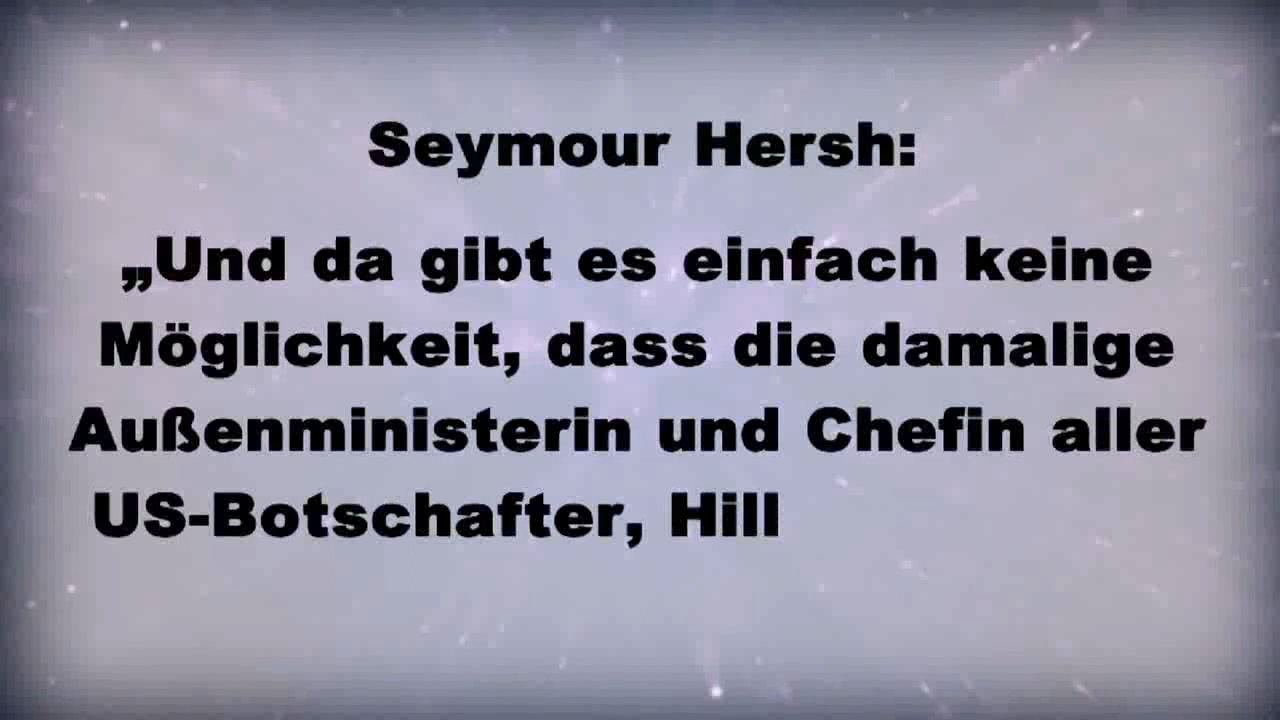 Seymour Hersh:
„Und da gibt es einfach keine
Möglichkeit, dass die damalige
Außenministerin und Chefin aller
US-Botschafter, Hill